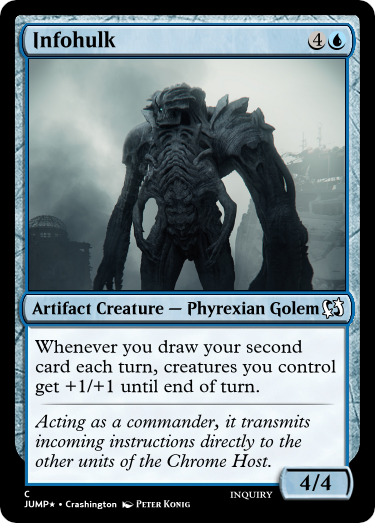 Infohulk
4
Artifact Creature — Phyrexian Golem
Whenever you draw your second
card each turn, creatures you control
get +1/+1 until end of turn.
Acting as a commander, it transmits
incoming instructions directly to the
other units of the Chrome Host.
4/4
C
INQUIRY
JUMP★ • Crashington Peter Konig